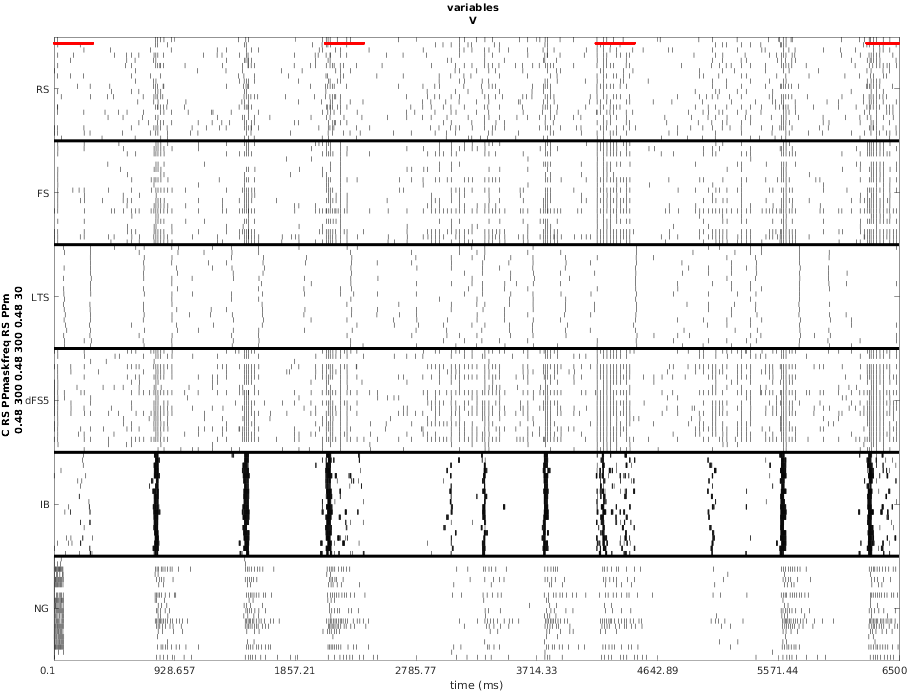 variables
V
C RS PPmaskfreq RS PPm
0.48 300 0.48 300 0.48 30
RS
FS
LTS
dFS5
IB
NG
0.1 928.657 1857.21 2785.77 3714.33 4642.89 5571.44 6500
time (ms)